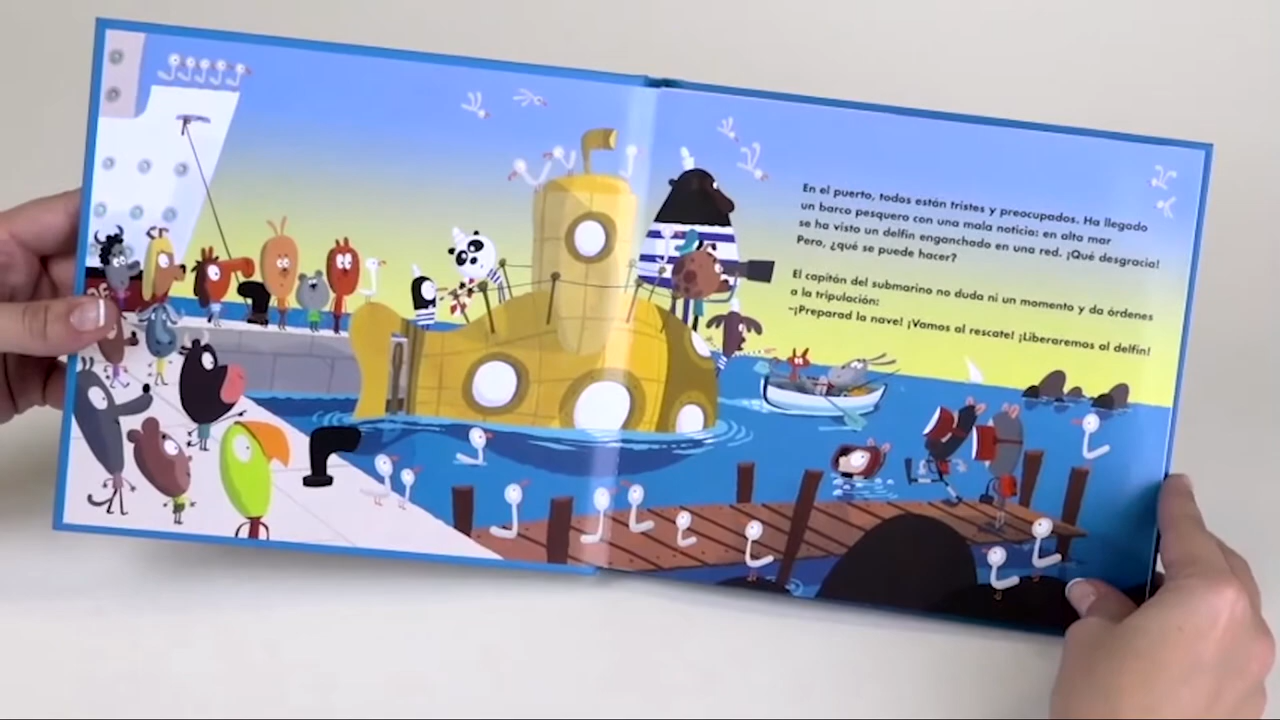 En el puerto, todos están tristes y preocupados. Ha llegado
un barco pesquero con una mala noticia: en alta mar
se ha visto un delfín enganchado en una red. ¡Qué desgracia!
Pero, ¿qué se puede hacer?
El capitán del submarino no duda ni un momento y da órdenes
a la tripulación:
–¡Preparad la nave! ¡Vamos al rescate! ¡Liberaremos al delfín!